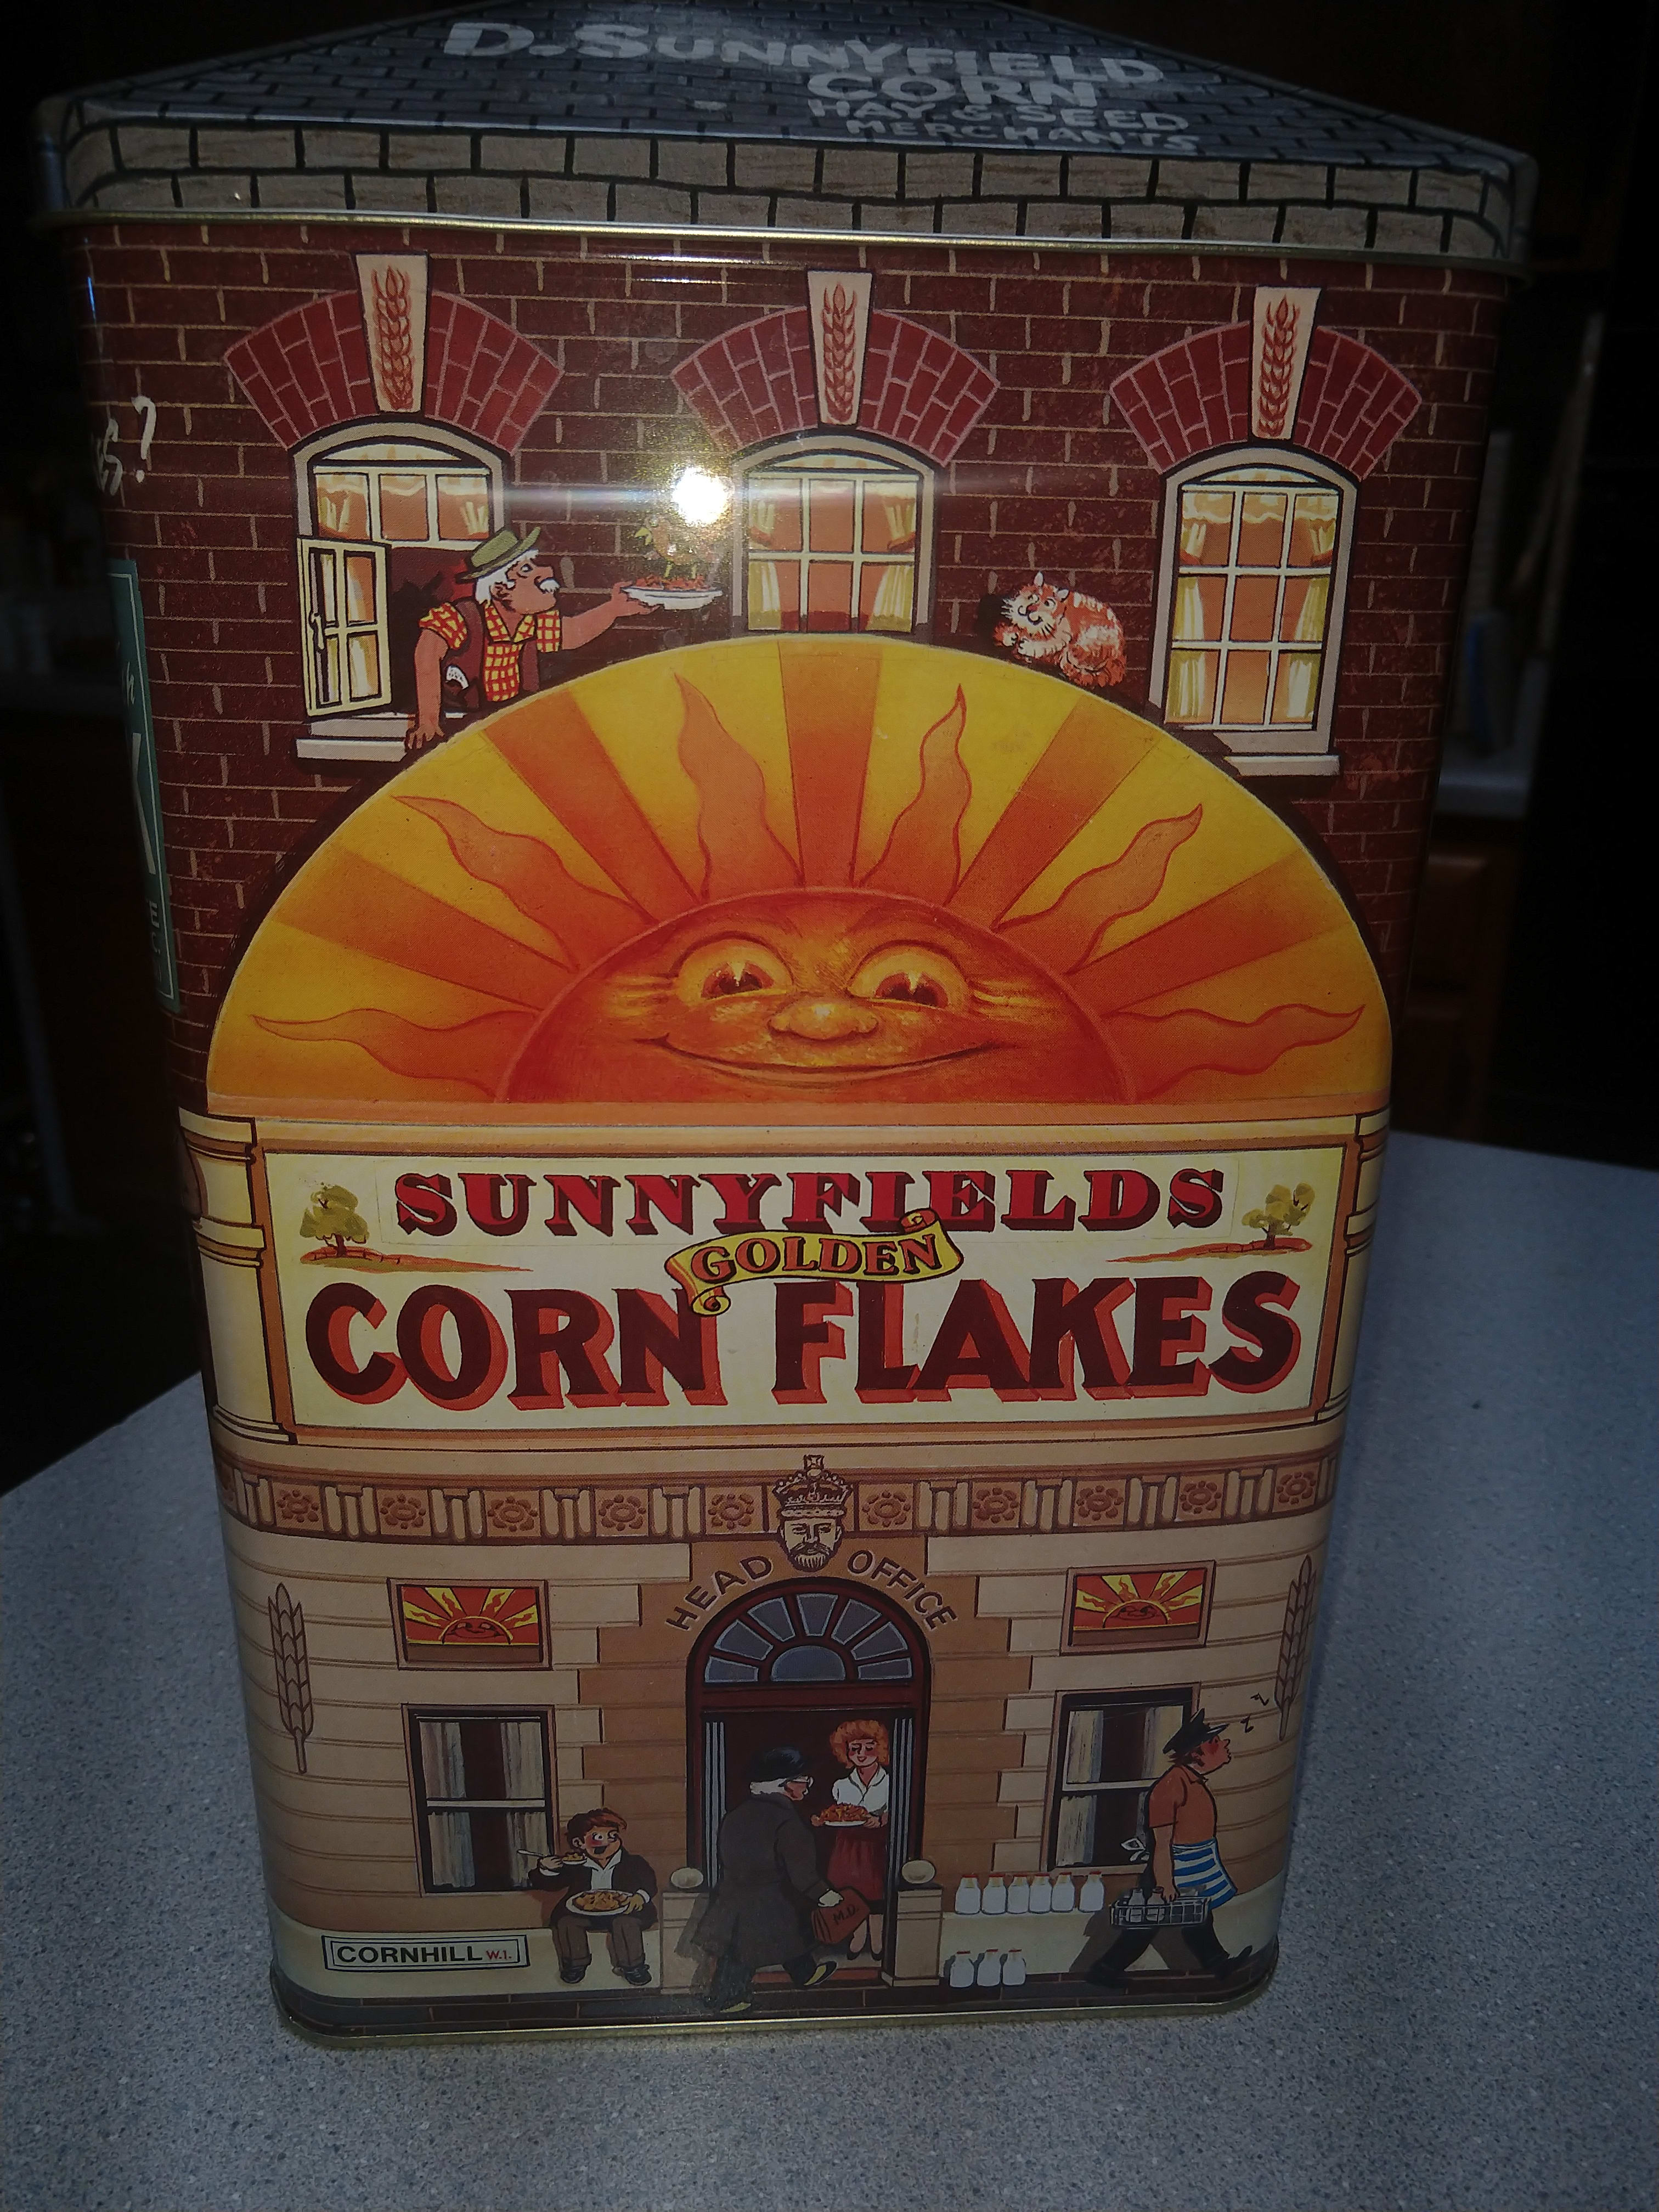 D. SUNNYFIELD
CORN
HAY & SEED
MERCHANTS
SUNNYFIELDS
GOLDEN
CORN FLAKES
HEAD OFFICE
M.D.
CORNHILL W.1.